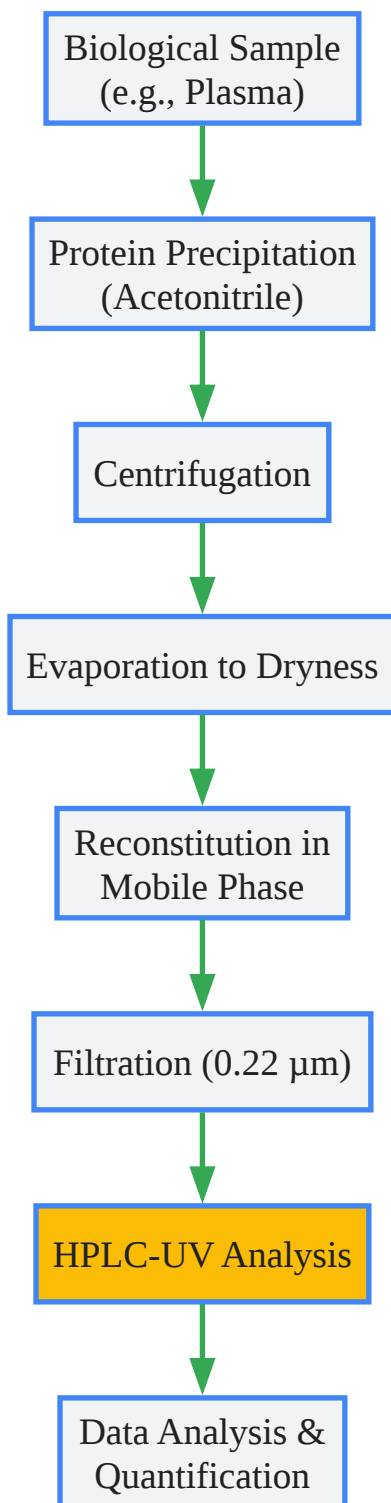 Biological Sample
(e.g., Plasma)
Protein Precipitation
(Acetonitrile)
Centrifugation
Evaporation to Dryness
Reconstitution in
Mobile Phase
Filtration (0.22 µm)
HPLC-UV Analysis
Data Analysis &
Quantification